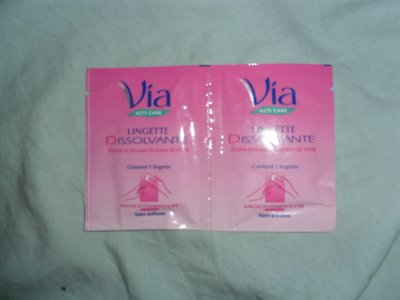 Via
ACTI CARE
LINGETTE
DISSOLVANTE
Contient 1 lingette
Sans acétone
Via
ACTI CARE
LINGETTE
DISSOLVANTE
Contient 1 lingette
Sans acétone